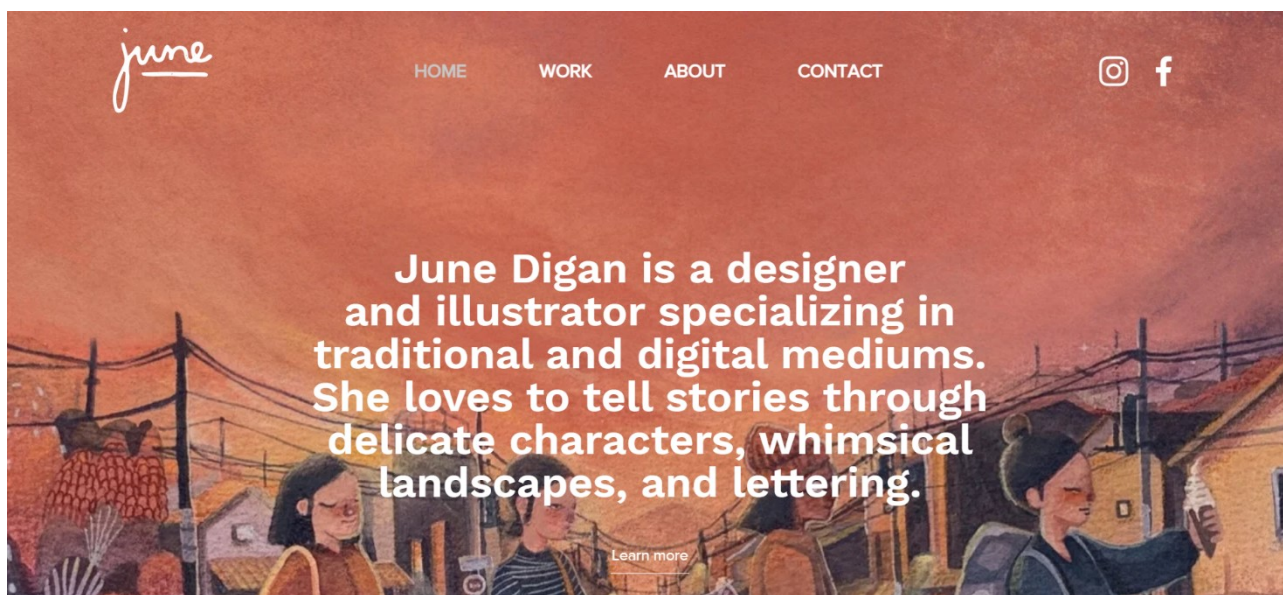 june
HOME WORK ABOUT CONTACT
June Digan is a designer
and illustrator specializing in
traditional and digital mediums.
She loves to tell stories through
delicate characters, whimsical
landscapes, and lettering.
Learn more